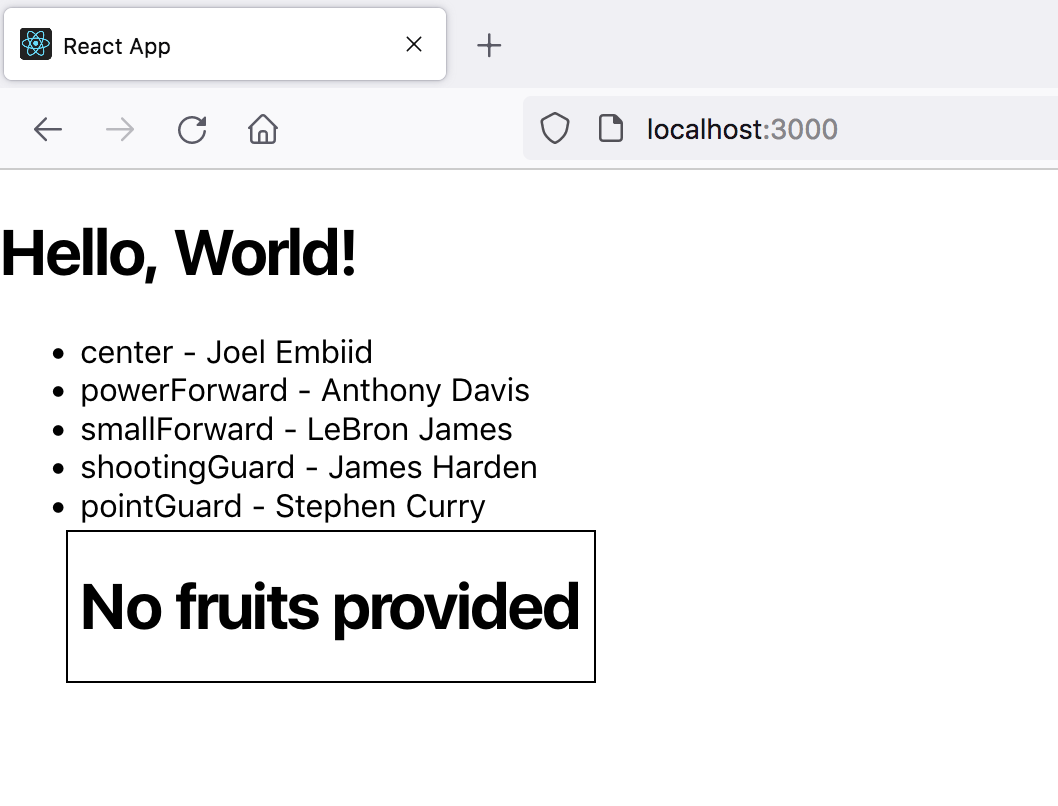 React App
localhost:3000
Hello, World!
center - Joel Embiid
powerForward - Anthony Davis
smallForward - LeBron James
shootingGuard - James Harden
pointGuard - Stephen Curry
No fruits provided